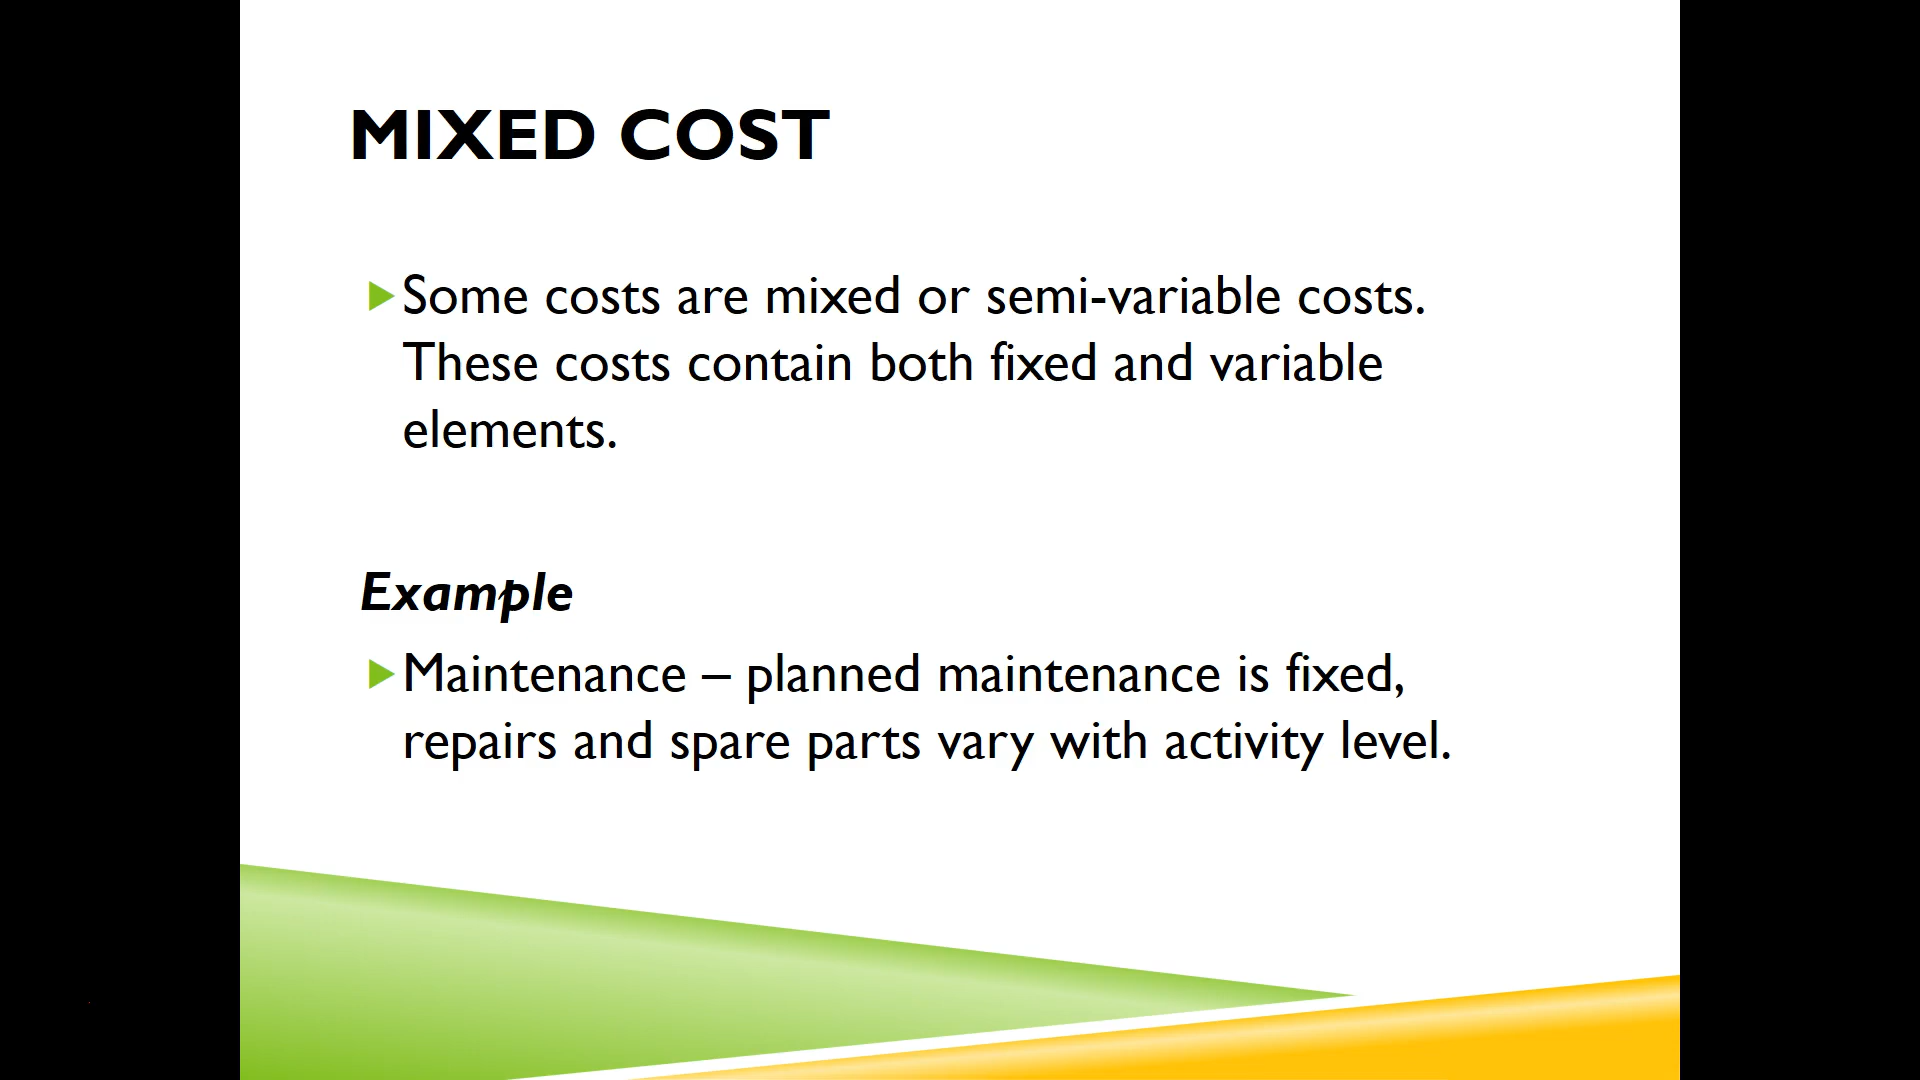 MIXED COST
Some costs are mixed or semi-variable costs.
These costs contain both fixed and variable
elements.
Example
Maintenance – planned maintenance is fixed,
repairs and spare parts vary with activity level.